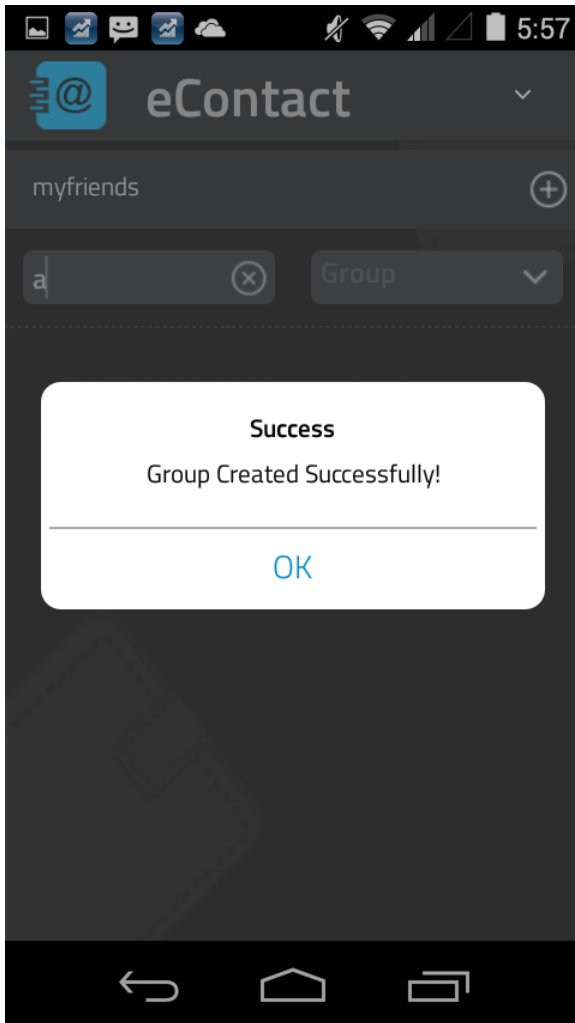 5:57
@ eContact
myfriends
a Group
Success
Group Created Successfully!
OK